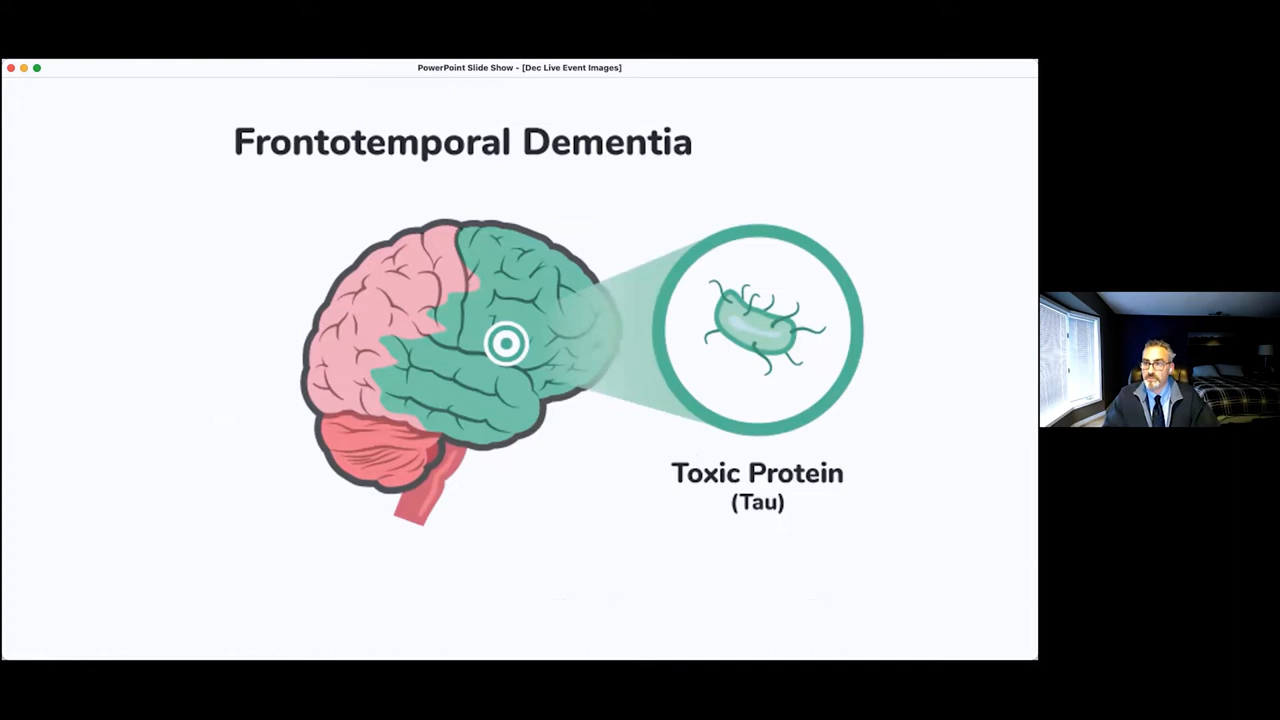 PowerPoint Slide Show - [Dec Live Event Images]
Frontotemporal Dementia
Toxic Protein
(Tau)